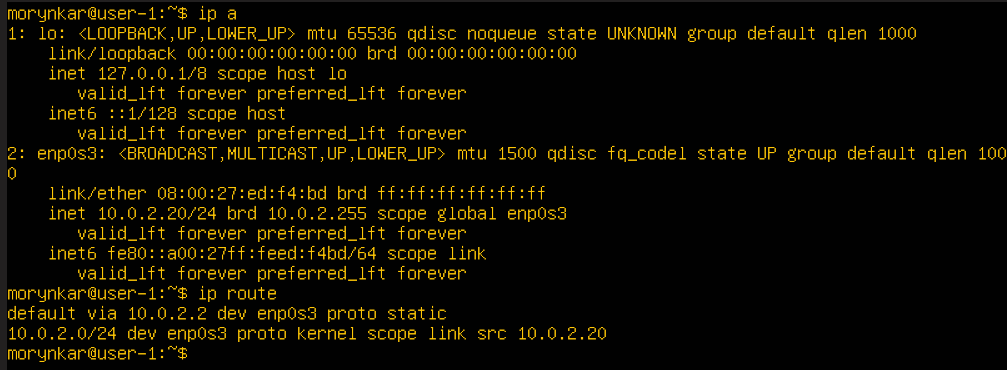 morynkar@user-1:~$ ip a
1: lo: <LOOPBACK,UP,LOWER_UP> mtu 65536 qdisc noqueue state UNKNOWN group default qlen 1000
    link/loopback 00:00:00:00:00:00 brd 00:00:00:00:00:00
    inet 127.0.0.1/8 scope host lo
       valid_lft forever preferred_lft forever
    inet6 ::1/128 scope host
       valid_lft forever preferred_lft forever
2: enp0s3: <BROADCAST,MULTICAST,UP,LOWER_UP> mtu 1500 qdisc fq_codel state UP group default qlen 100
0
    link/ether 08:00:27:ed:f4:bd brd ff:ff:ff:ff:ff:ff
    inet 10.0.2.20/24 brd 10.0.2.255 scope global enp0s3
       valid_lft forever preferred_lft forever
    inet6 fe80::a00:27ff:feed:f4bd/64 scope link
       valid_lft forever preferred_lft forever
morynkar@user-1:~$ ip route
default via 10.0.2.2 dev enp0s3 proto static
10.0.2.0/24 dev enp0s3 proto kernel scope link src 10.0.2.20
morynkar@user-1:~$